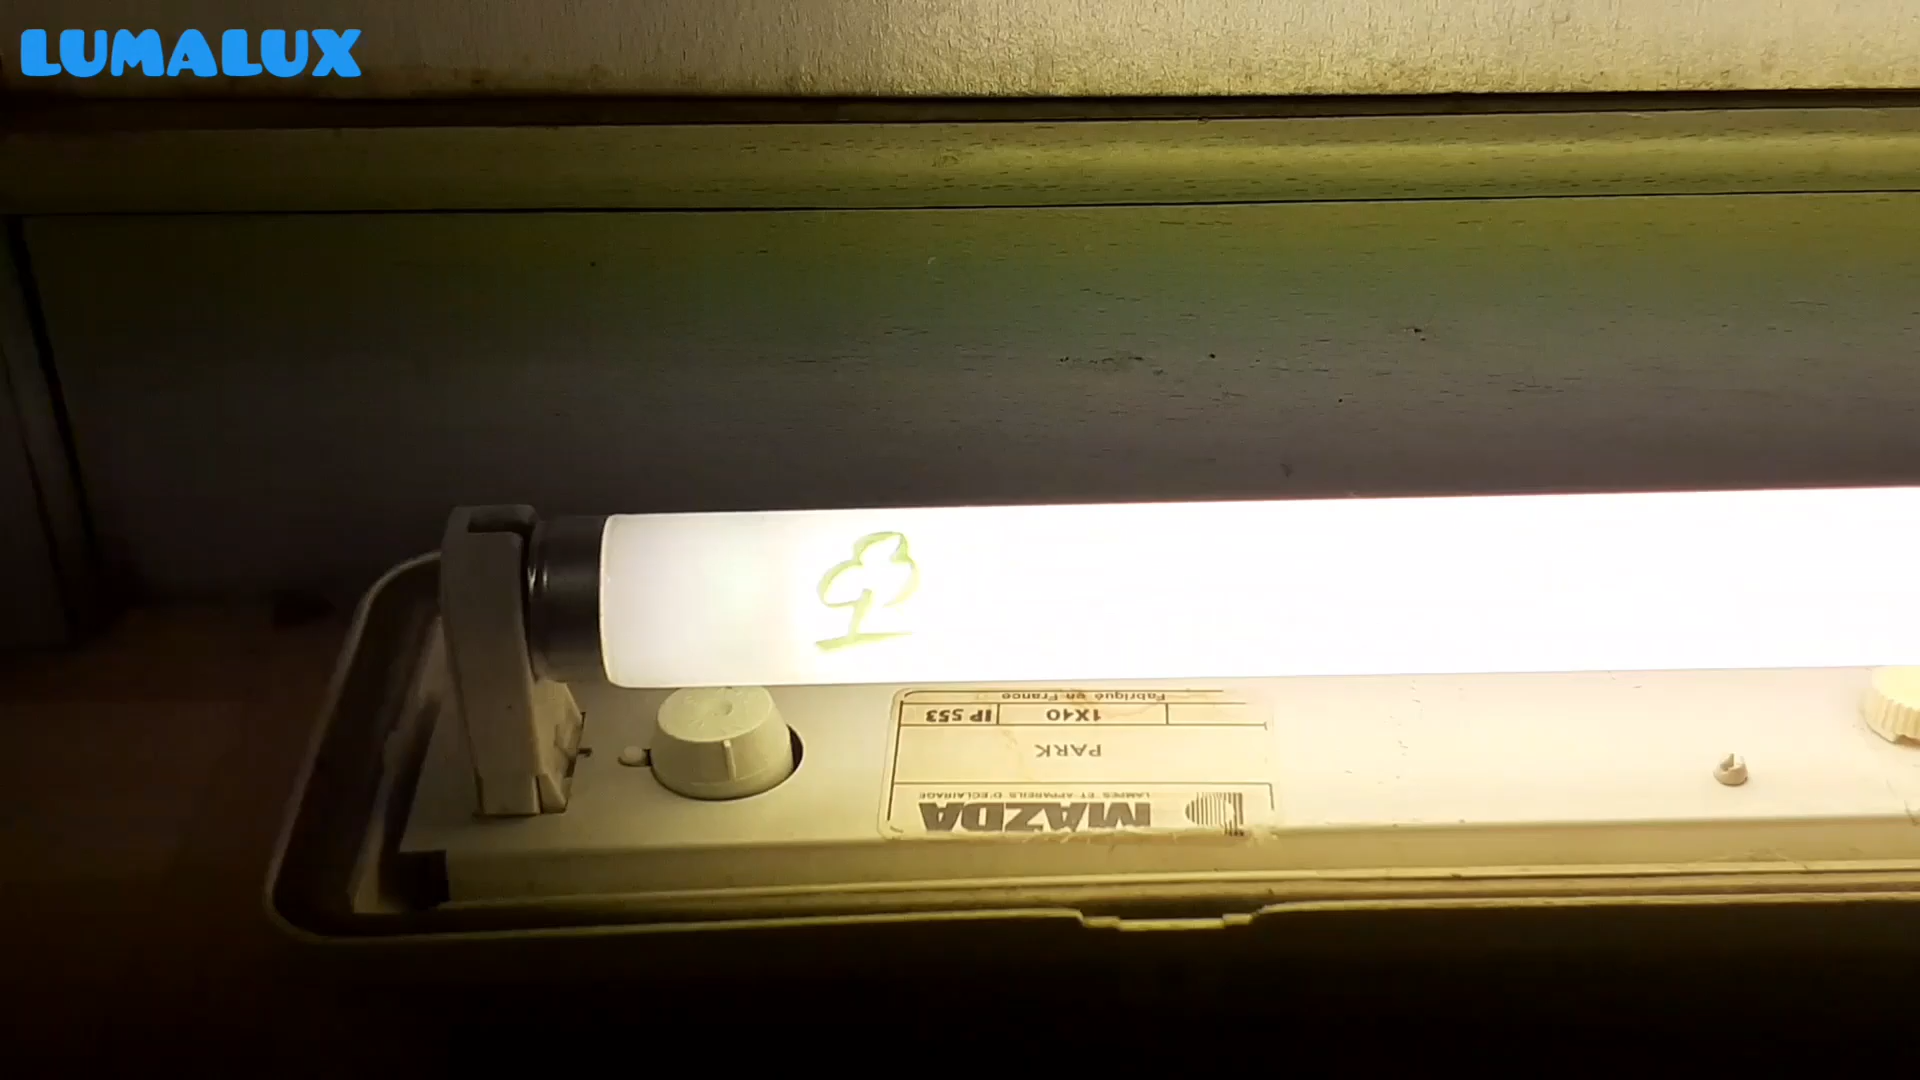 LUMALUX
MAZDA
LAMPES ET APPAREILS D'ECLAIRAGE
PARK
1X40 IP 553
Fabriqué en France